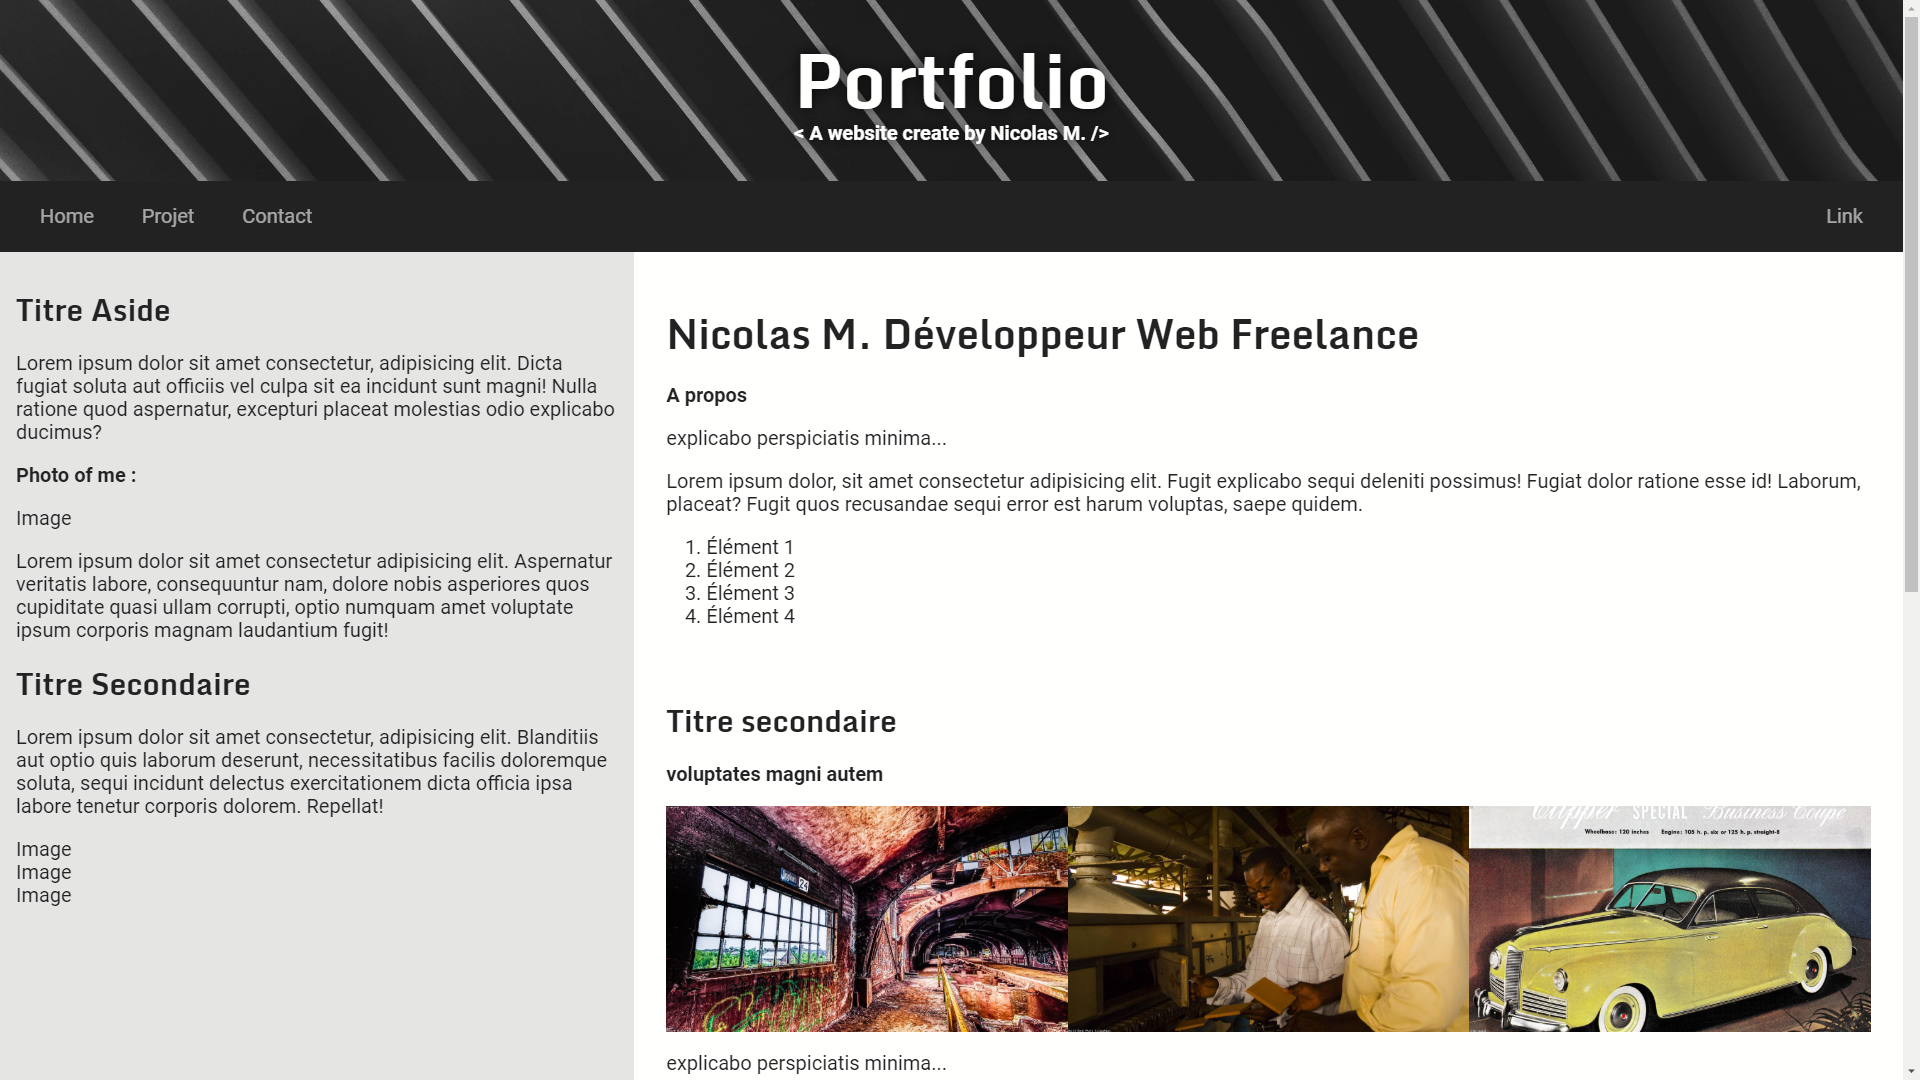 Portfolio
< A website create by Nicolas M. />
Home
Projet
Contact
Link
Titre Aside
Lorem ipsum dolor sit amet consectetur, adipisicing elit. Dicta
fugiat soluta aut officiis vel culpa sit ea incidunt sunt magni! Nulla
ratione quod aspernatur, excepturi placeat molestias odio explicabo
ducimus?
Photo of me :
Image
Lorem ipsum dolor sit amet consectetur adipisicing elit. Aspernatur
veritatis labore, consequuntur nam, dolore nobis asperiores quos
cupiditate quasi ullam corrupti, optio numquam amet voluptate
ipsum corporis magnam laudantium fugit!
Titre Secondaire
Lorem ipsum dolor sit amet consectetur, adipisicing elit. Blanditiis
aut optio quis laborum deserunt, necessitatibus facilis doloremque
soluta, sequi incidunt delectus exercitationem dicta officia ipsa
labore tenetur corporis dolorem. Repellat!
Image
Image
Image
Nicolas M. Développeur Web Freelance
A propos
explicabo perspiciatis minima...
Lorem ipsum dolor, sit amet consectetur adipisicing elit. Fugit explicabo sequi deleniti possimus! Fugiat dolor ratione esse id! Laborum,
placeat? Fugit quos recusandae sequi error est harum voluptas, saepe quidem.
1. Élément 1
2. Élément 2
3. Élément 3
4. Élément 4
Titre secondaire
voluptates magni autem
24
Clipper SPECIAL Business Coupe
Wheelbase: 120 inches Engine: 105 h. p. six or 125 h. p. straight-8
explicabo perspiciatis minima...